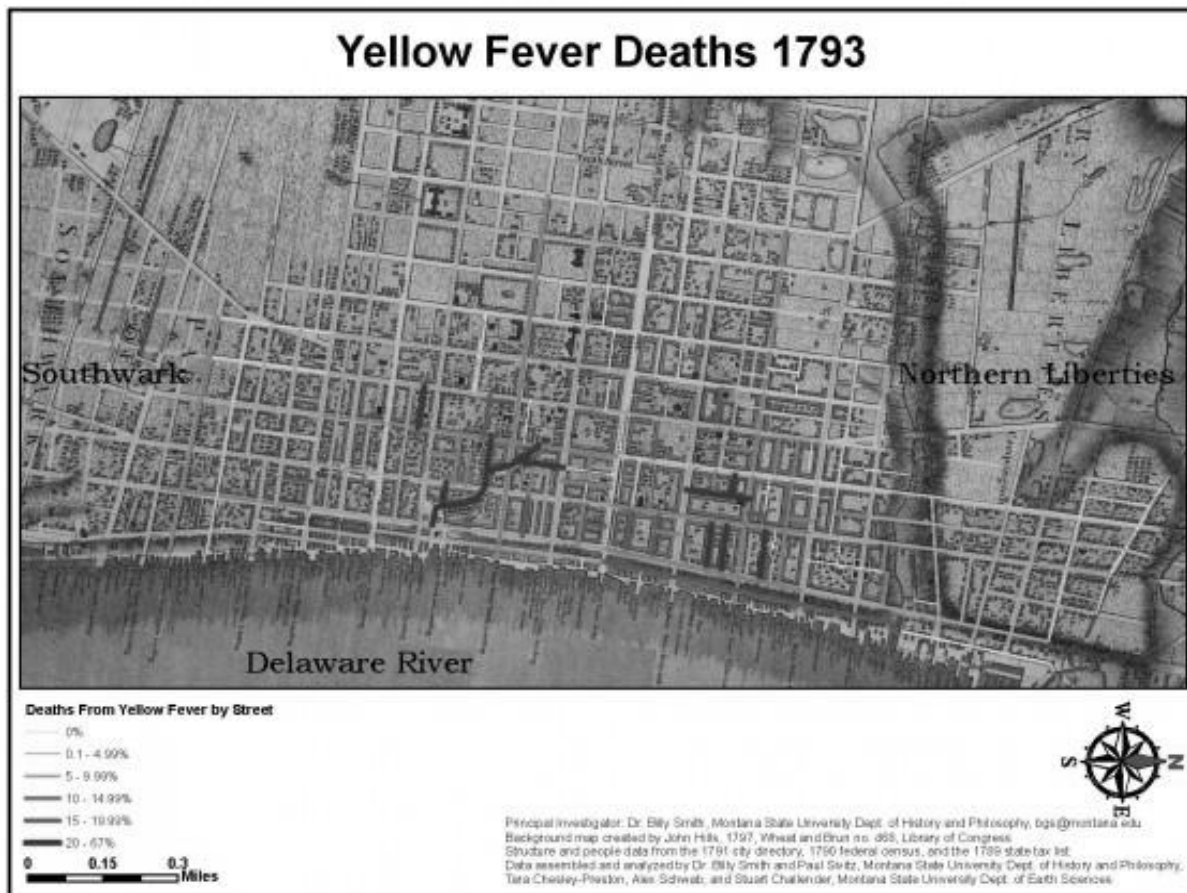 Yellow Fever Deaths 1793
Southwark
Northern Liberties
Delaware River
Deaths From Yellow Fever by Street
0%
0.1 - 4.99%
5 - 9.99%
10 - 14.99%
15 - 19.99%
20 - 67%
0 0.15 0.3
Miles
W
S
N
E
Principal Investigator: Dr. Billy Smith, Montana State University Dept. of History and Philosophy, bgs@montana.edu
Background map created by John Hills, 1797, Wheat and Brun no. 468, Library of Congress
Structure and people data from the 1791 city directory, 1790 federal census, and the 1789 state tax list
Data assembled and analyzed by Dr. Billy Smith and Paul Sivitz, Montana State University Dept. of History and Philosophy,
Tara Chesley-Preston, Alex Schwab, and Stuart Challender, Montana State University Dept. of Earth Sciences